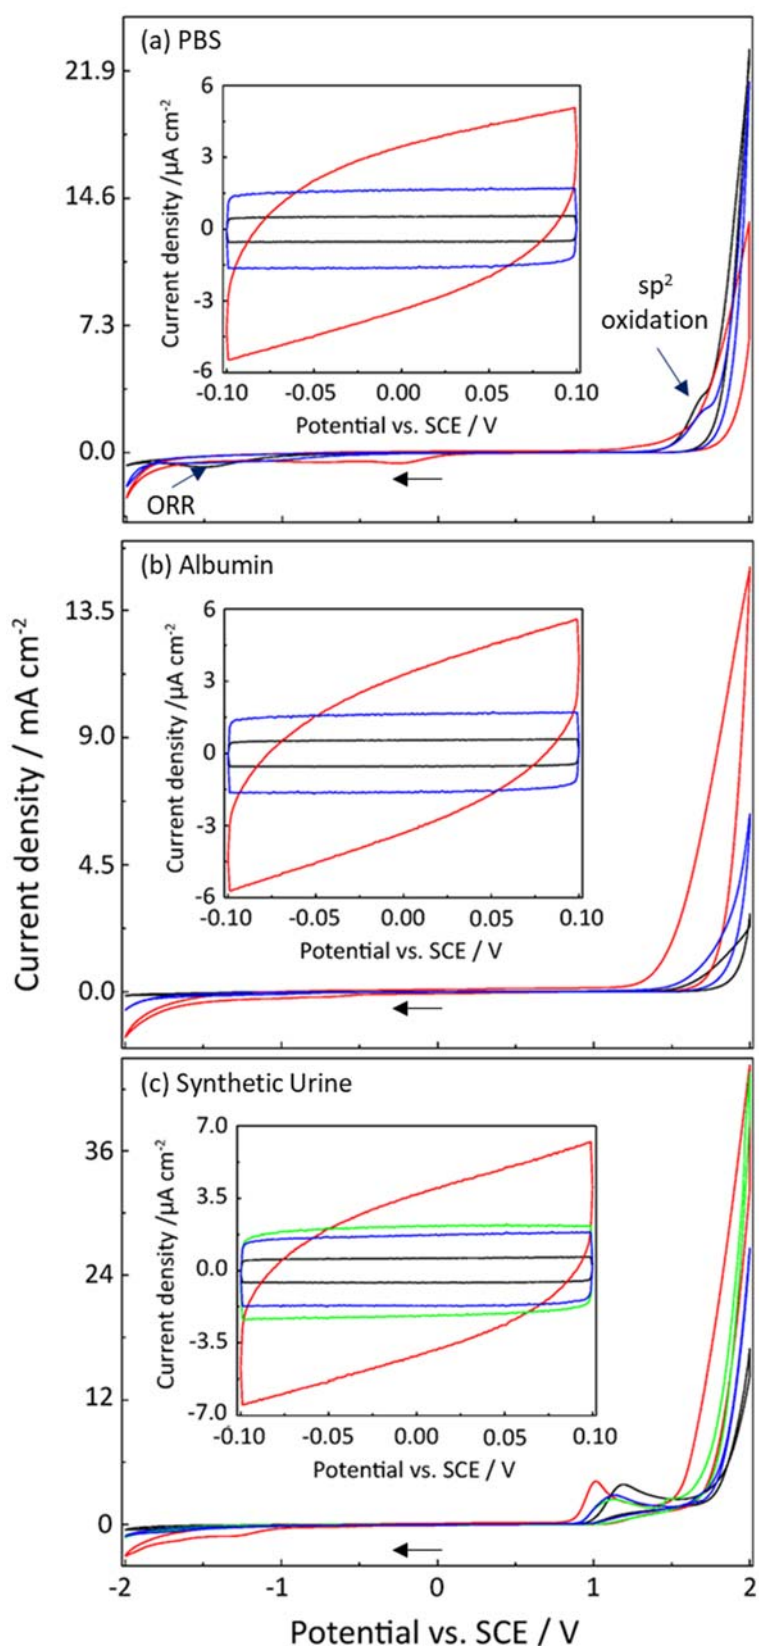 (a) PBS
21.9
14.6
7.3
0.0
6
3
0
-3
-6
Current density /µA cm-2
-0.10 -0.05 0.00 0.05 0.10
Potential vs. SCE / V
sp2
oxidation
ORR
(b) Albumin
13.5
9.0
4.5
0.0
6
3
0
-3
-6
Current density /µA cm-2
-0.10 -0.05 0.00 0.05 0.10
Potential vs. SCE / V
Current density / mA cm-2
(c) Synthetic Urine
36
24
12
0
7.0
3.5
0.0
-3.5
-7.0
Current density /µA cm-2
-0.10 -0.05 0.00 0.05 0.10
Potential vs. SCE / V
-2 -1 0 1 2
Potential vs. SCE / V